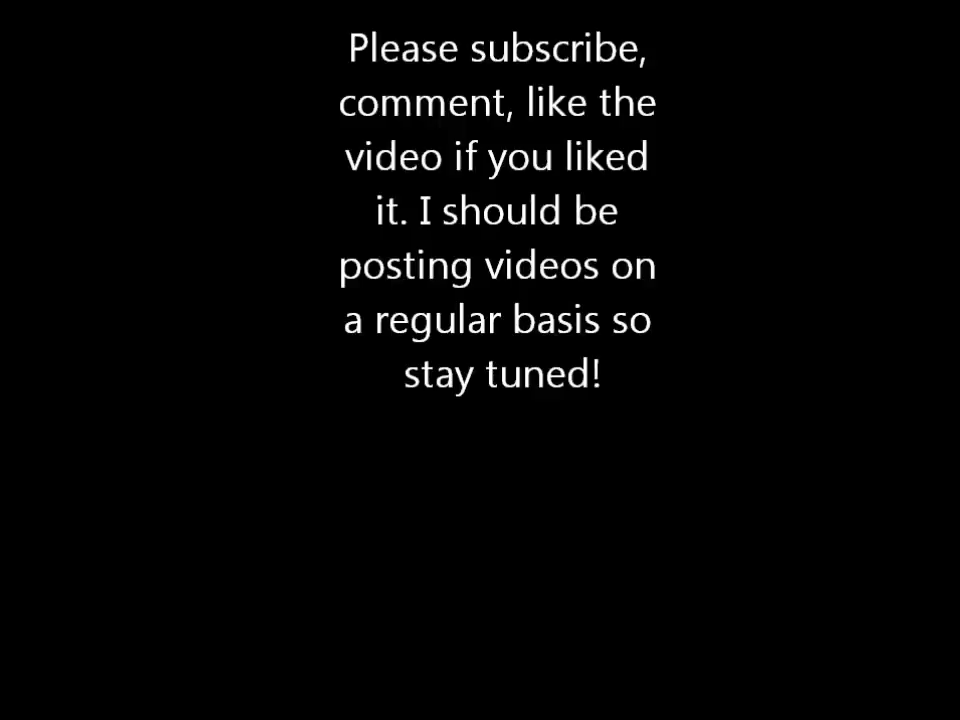 Please subscribe,
comment, like the
video if you liked
it. I should be
posting videos on
a regular basis so
stay tuned!